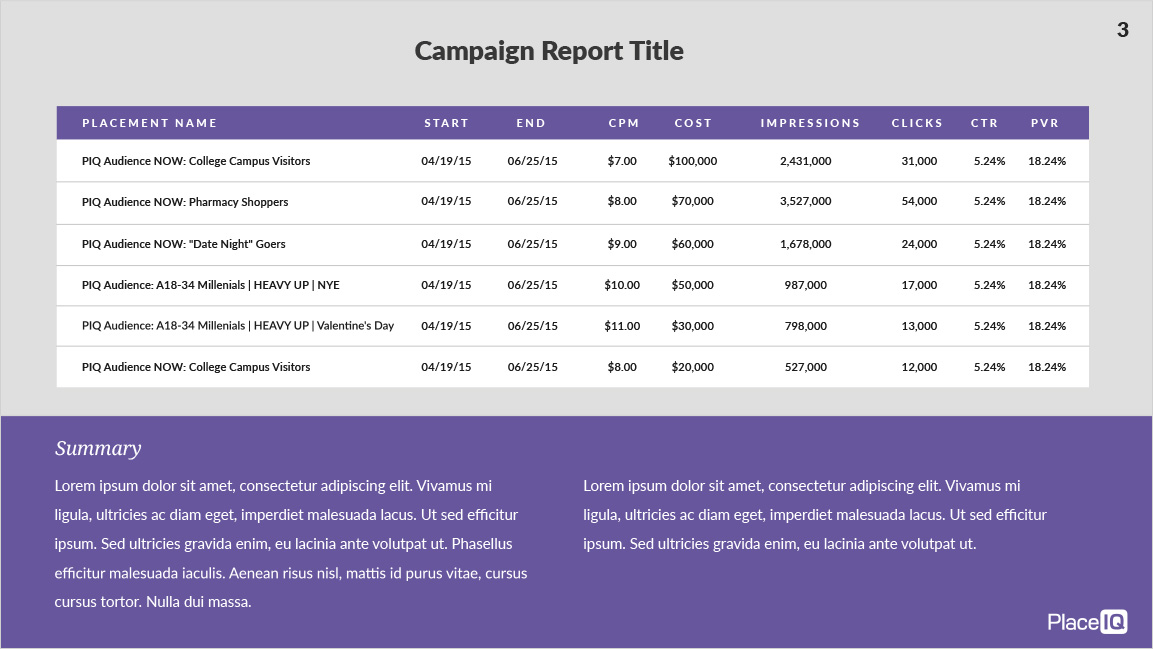 3
Campaign Report Title
PLACEMENT NAME START END CPM COST IMPRESSIONS CLICKS CTR PVR
PIQ Audience NOW: College Campus Visitors 04/19/15 06/25/15 $7.00 $100,000 2,431,000 31,000 5.24% 18.24%
PIQ Audience NOW: Pharmacy Shoppers 04/19/15 06/25/15 $8.00 $70,000 3,527,000 54,000 5.24% 18.24%
PIQ Audience NOW: "Date Night" Goers 04/19/15 06/25/15 $9.00 $60,000 1,678,000 24,000 5.24% 18.24%
PIQ Audience: A18-34 Millenials | HEAVY UP | NYE 04/19/15 06/25/15 $10.00 $50,000 987,000 17,000 5.24% 18.24%
PIQ Audience: A18-34 Millenials | HEAVY UP | Valentine's Day 04/19/15 06/25/15 $11.00 $30,000 798,000 13,000 5.24% 18.24%
PIQ Audience NOW: College Campus Visitors 04/19/15 06/25/15 $8.00 $20,000 527,000 12,000 5.24% 18.24%
Summary
Lorem ipsum dolor sit amet, consectetur adipiscing elit. Vivamus mi
ligula, ultricies ac diam eget, imperdiet malesuada lacus. Ut sed efficitur
ipsum. Sed ultricies gravida enim, eu lacinia ante volutpat ut. Phasellus
efficitur malesuada iaculis. Aenean risus nisl, mattis id purus vitae, cursus
cursus tortor. Nulla dui massa.
Lorem ipsum dolor sit amet, consectetur adipiscing elit. Vivamus mi
ligula, ultricies ac diam eget, imperdiet malesuada lacus. Ut sed efficitur
ipsum. Sed ultricies gravida enim, eu lacinia ante volutpat ut.
PlaceIQ